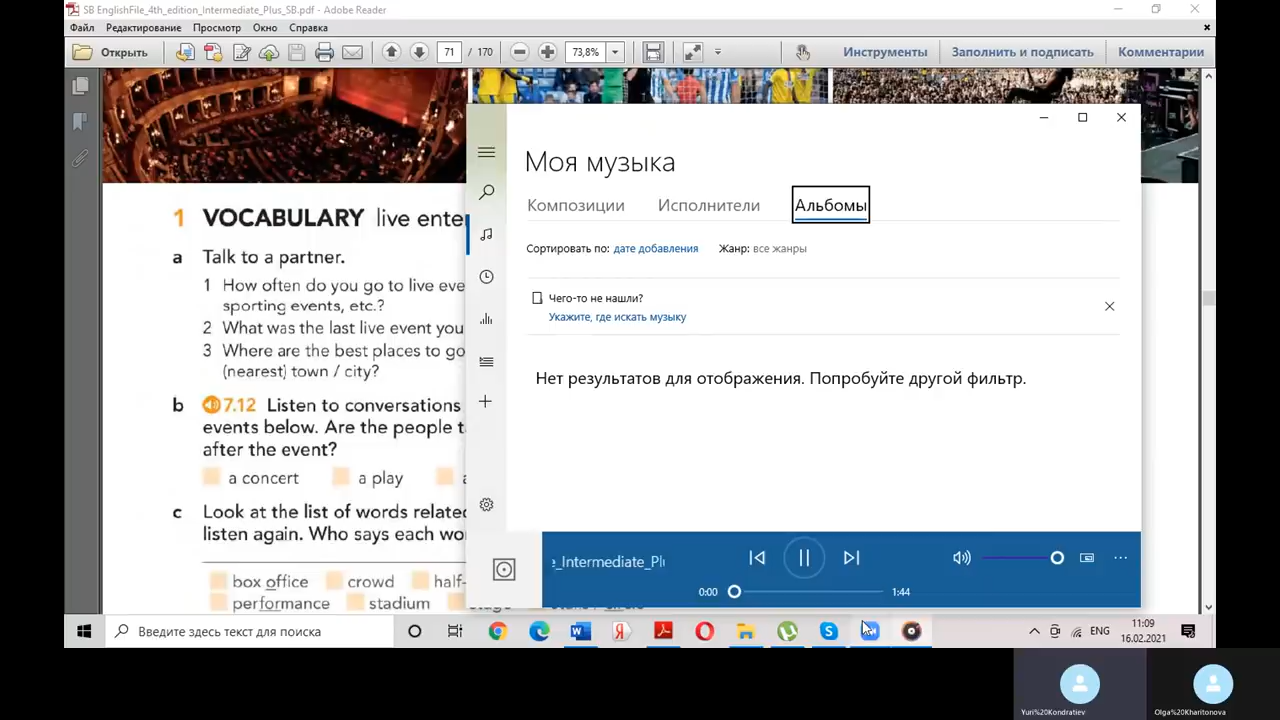 SB EnglishFile_4th_edition_Intermediate_Plus_SB.pdf - Adobe Reader
Файл Редактирование Просмотр Окно Справка
Открыть 71 / 170 73,8% Инструменты Заполнить и подписать Комментарии
1 VOCABULARY live
a Talk to a partner.
1 How often do you go to live
sporting events, etc.?
2 What was the last live event you
3 Where are the best places to go
(nearest) town / city?
b 7.12 Listen to conversations
events below. Are the people
after the event?
a concert a play
c Look at the list of words
listen again. Who says each
box office crowd half-
performance stadium stage
Моя музыка
Композиции Исполнители Альбомы
Сортировать по: дате добавления Жанр: все жанры
Чего-то не нашли?
Укажите, где искать музыку
Нет результатов для отображения. Попробуйте другой фильтр.
e_Intermediate_Plu
0:00 1:44
Введите здесь текст для поиска
ENG
11:09
16.02.2021
Yuri%20Kondratiev Olga%20Kharitonova